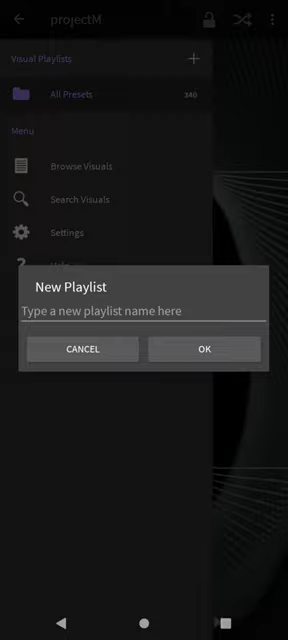 projectM
Visual Playlists
All Presets 340
Menu
Browse Visuals
Search Visuals
Settings
New Playlist
Type a new playlist name here
CANCEL OK